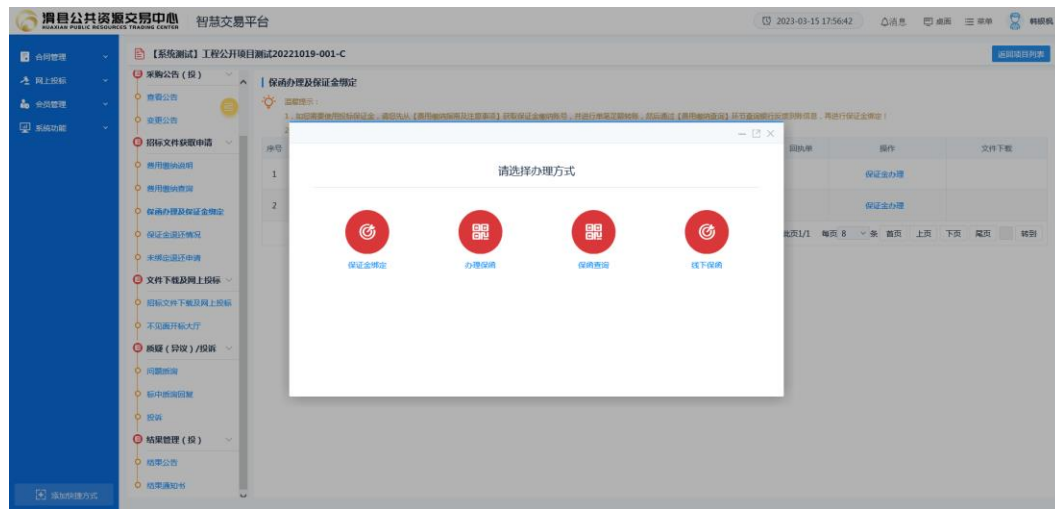 滑县公共资源交易中心
HUAXIAN PUBLIC RESOURCES TRADING CENTER
智慧交易平台
2023-03-15 17:56:42
消息
桌面
菜单
合同管理
网上投标
会员管理
系统功能
添加快捷方式
【系统测试】工程公开项目测试20221019-001-C
返回项目列表
采购公告（投）
查看公告
变更公告
招标文件获取申请
费用缴纳说明
费用缴纳查询
保函办理及保证金绑定
保证金退还情况
未绑定退还申请
文件下载及网上投标
招标文件下载及网上投标
不见面开标大厅
质疑（异议）/投诉
问题质询
标中质询回复
投诉
结果管理（投）
结果公告
结果通知书
保函办理及保证金绑定
温馨提示：
序号
回执单
操作
文件下载
1
保证金办理
2
保证金办理
此页1/1 每页 8 条 首页 上页 下页 尾页 转到
请选择办理方式
保证金绑定
办理保函
保函查询
线下保函